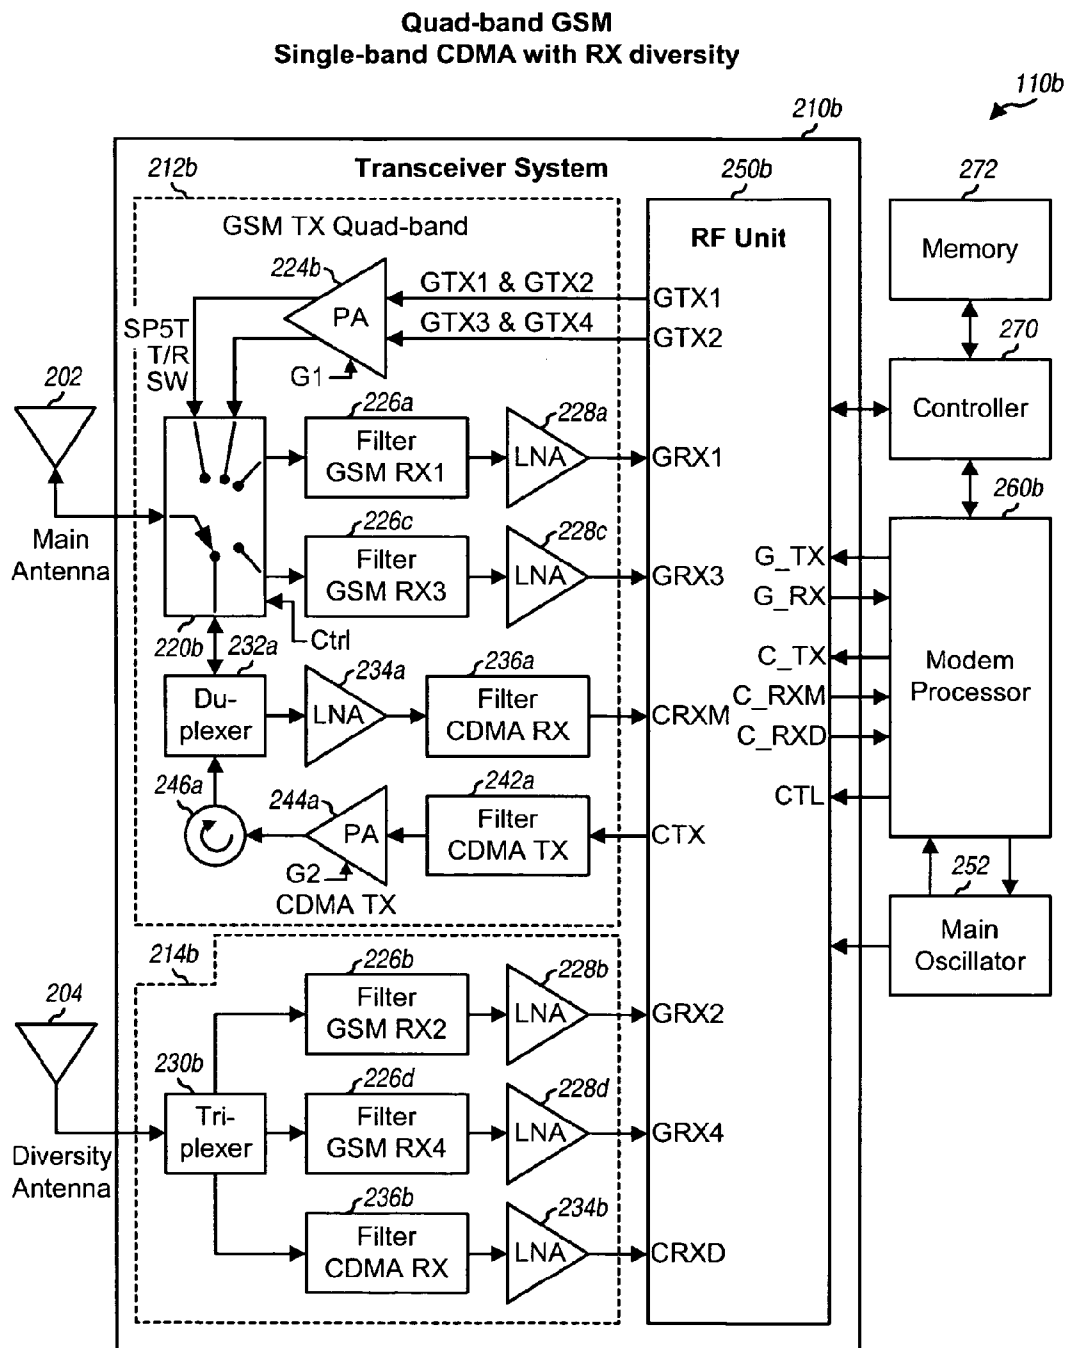 Quad-band GSM
Single-band CDMA with RX diversity
110b
210b
Transceiver System
212b
250b
272
GSM TX Quad-band
RF Unit
Memory
224b
PA
GTX1 & GTX2
GTX1
GTX3 & GTX4
GTX2
270
SP5T
T/R
SW
G1
Controller
202
226a
Filter
GSM RX1
228a
LNA
GRX1
260b
226c
Filter
GSM RX3
228c
LNA
GRX3
Main
Antenna
G_TX
G_RX
C_TX
C_RXM
C_RXD
CTL
Modem
Processor
220b
Ctrl
232a
Du-
plexer
234a
LNA
236a
Filter
CDMA RX
CRXM
246a
244a
PA
G2
CDMA TX
242a
Filter
CDMA TX
CTX
252
Main
Oscillator
214b
226b
Filter
GSM RX2
228b
LNA
GRX2
204
230b
Tri-
plexer
226d
Filter
GSM RX4
228d
LNA
GRX4
Diversity
Antenna
236b
Filter
CDMA RX
234b
LNA
CRXD